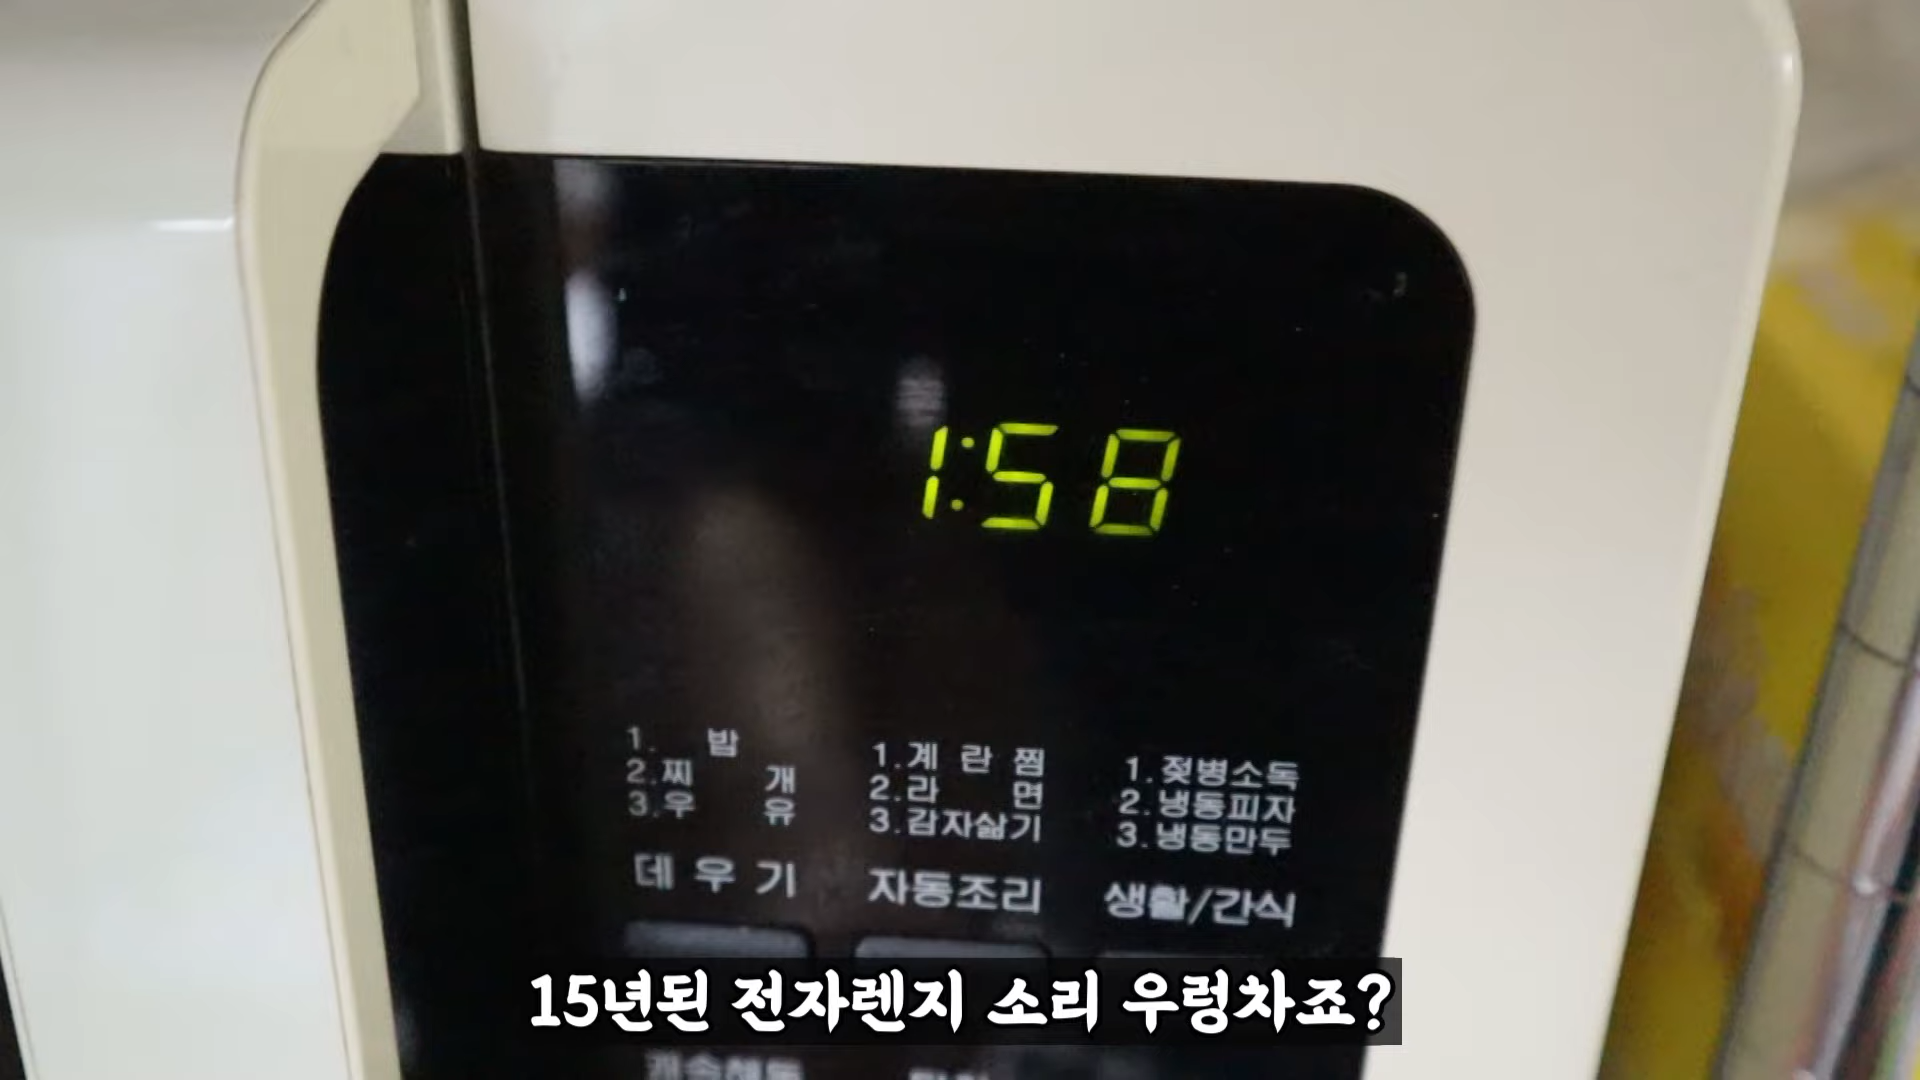 1:58
1. 밥
2.찌 개
3.우 유
데 우 기
1.계 란 찜
2.라 면
3.감자삶기
자동조리
1.젖병소독
2.냉동피자
3.냉동만두
생활/간식
15년된 전자렌지 소리 우렁차죠?